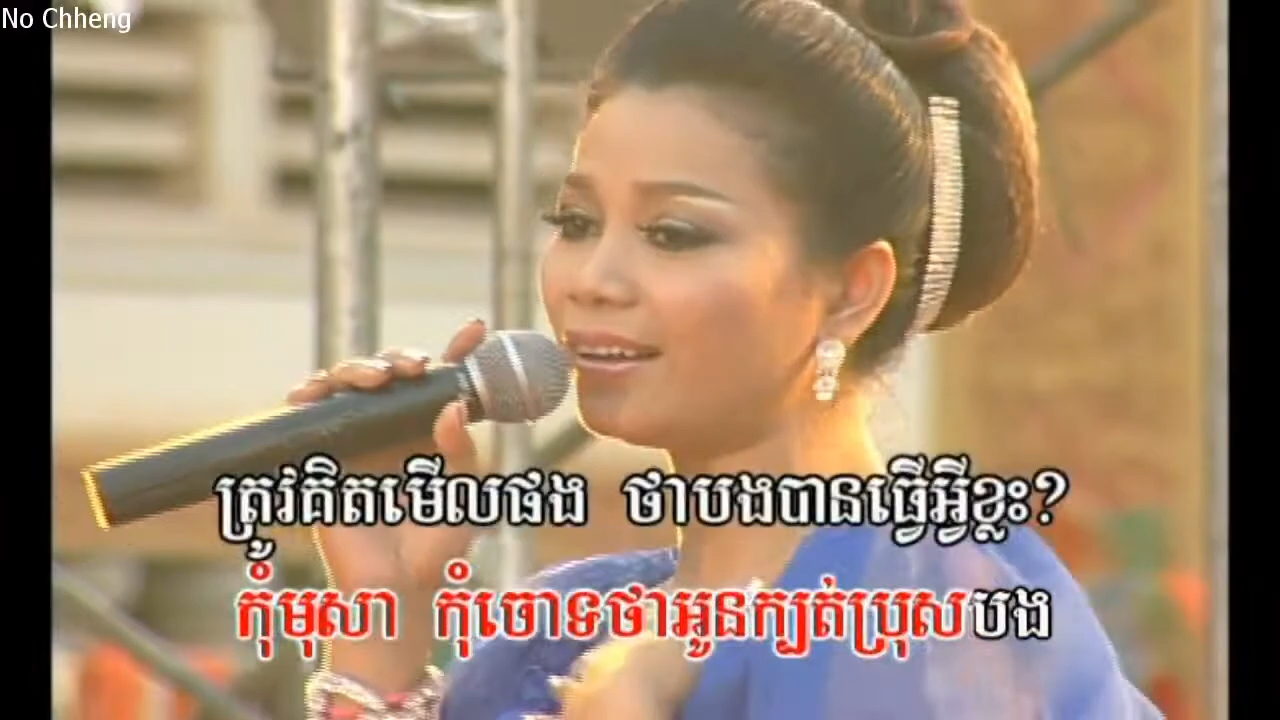 No Chheng
ត្រូវគិតមើលផង ថាបងបានធ្វើអ្វីខ្លះ?
កុំមុសា កុំចោទថាអូនក្បត់ប្រុសបង